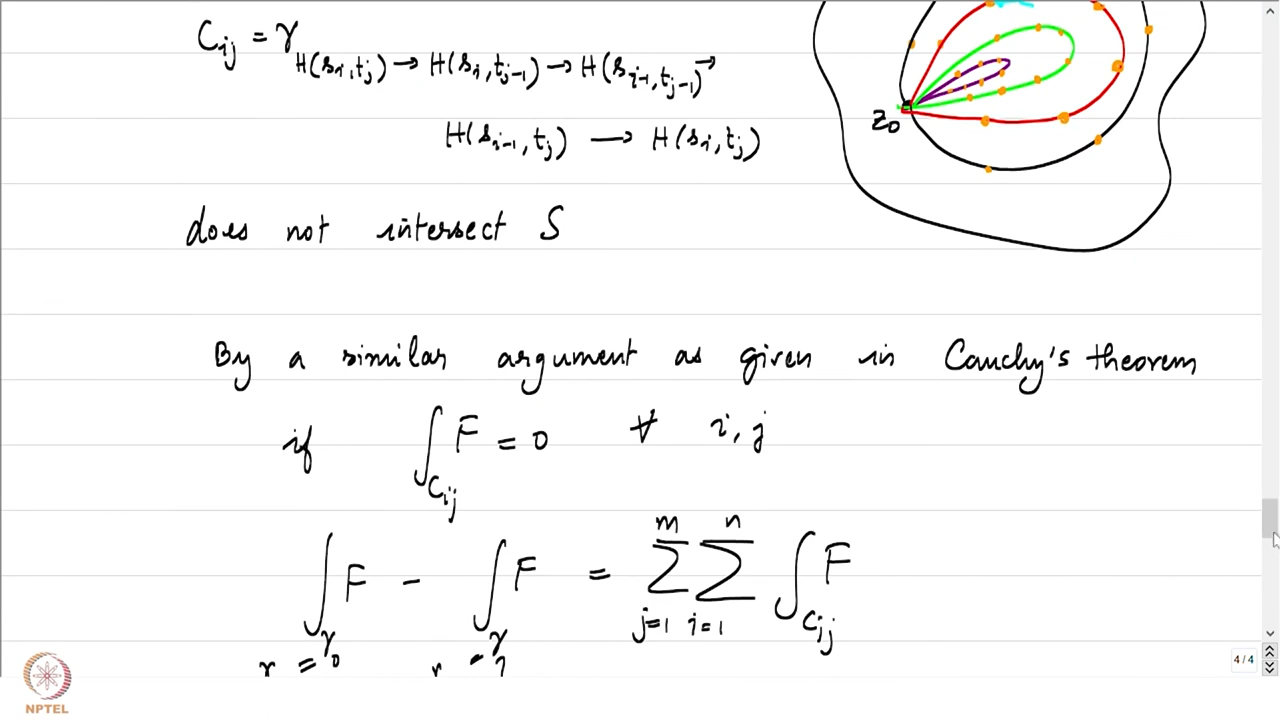 C_ij = γ_H(s_i,t_j) → H(s_i,t_j-1) → H(s_i-1,t_j-1) →
H(s_i-1,t_j) → H(s_i,t_j)
z_0
does not intersect S
By a similar argument as given in Cauchy's theorem
if ∫_C_ij F = 0 ∀ i, j
∫_γ_0 F - ∫_γ_1 F = Σ_j=1^m Σ_i=1^n ∫_C_ij F
4 / 4
NPTEL